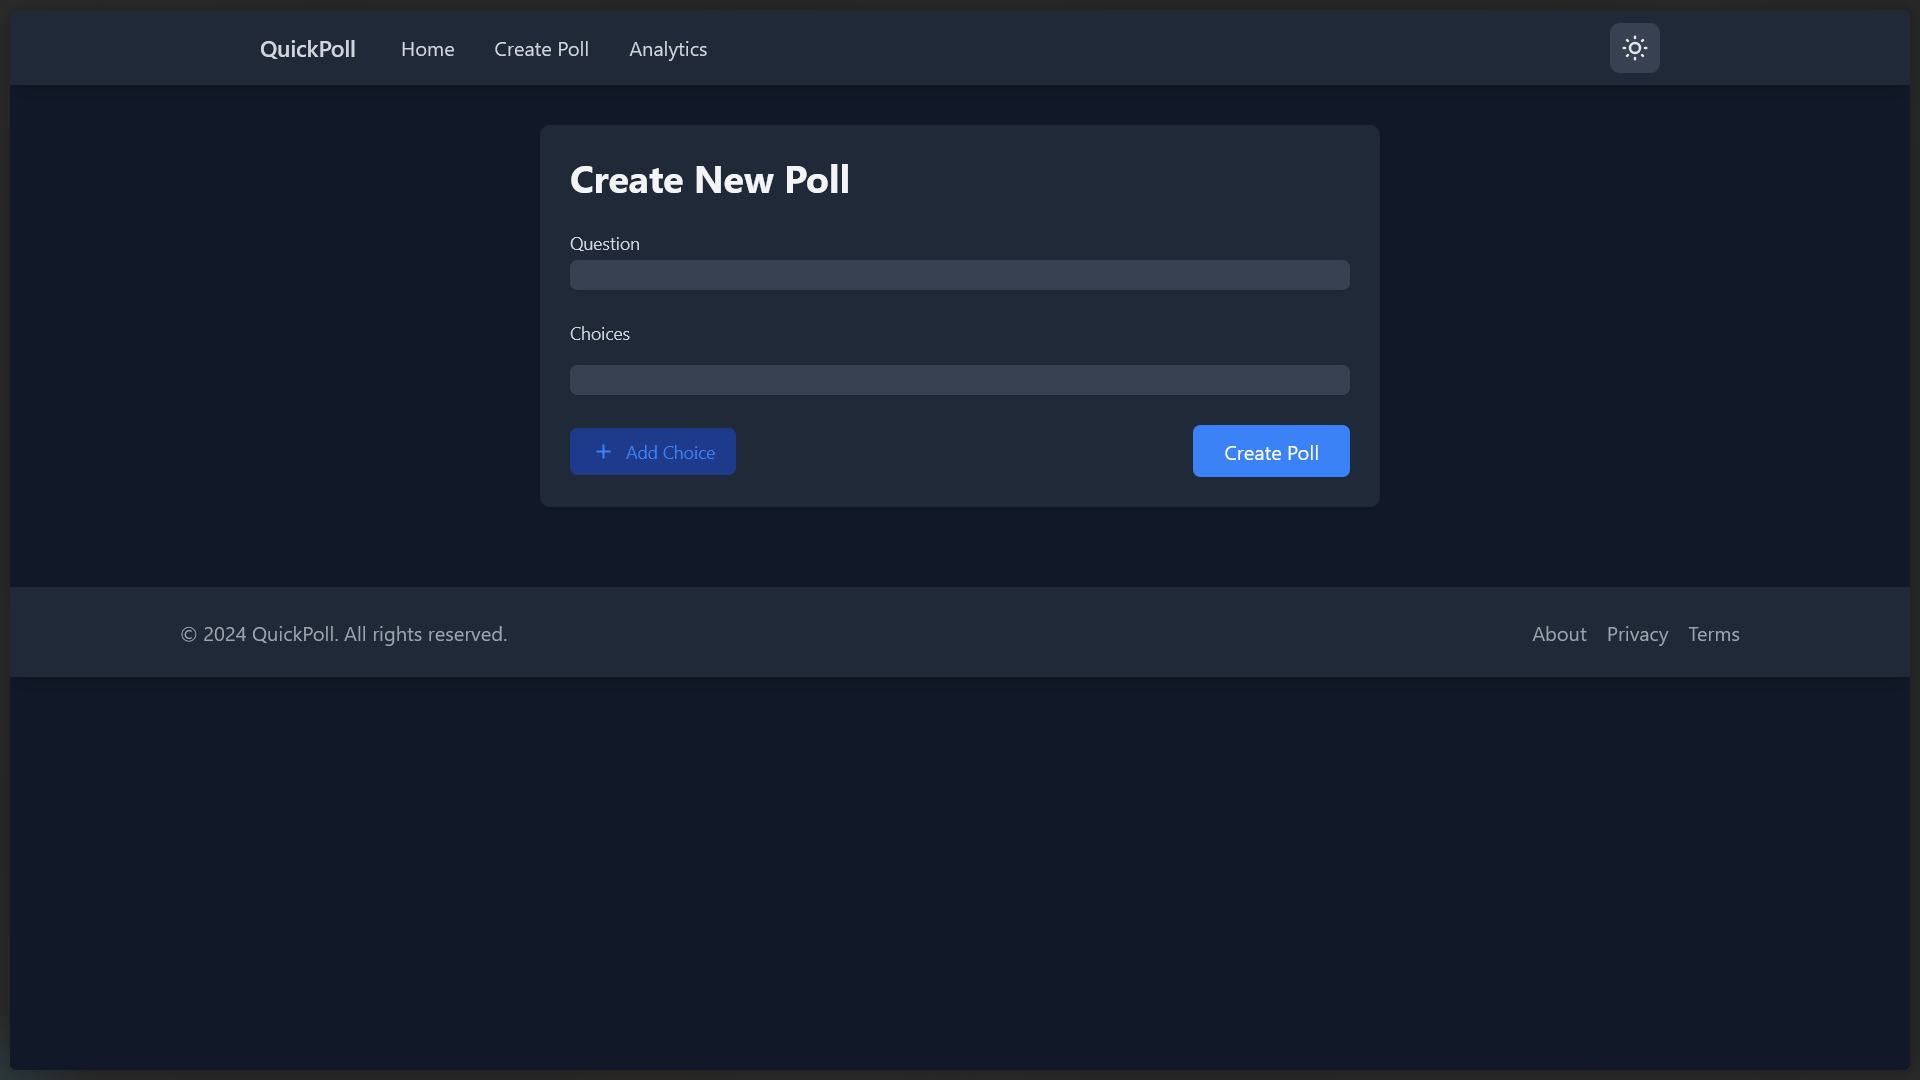 QuickPoll Home Create Poll Analytics
Create New Poll
Question
Choices
+ Add Choice Create Poll
© 2024 QuickPoll. All rights reserved. About Privacy Terms